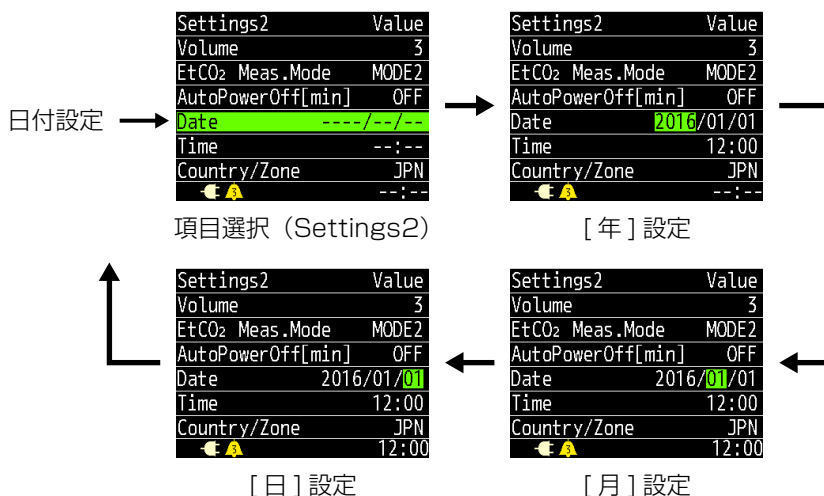 日付設定
Settings2 Value
Volume 3
EtCO₂ Meas.Mode MODE2
AutoPowerOff[min] OFF
Date ----/--/--
Time --:--
Country/Zone JPN
3 --:--
項目選択（Settings2）
Settings2 Value
Volume 3
EtCO₂ Meas.Mode MODE2
AutoPowerOff[min] OFF
Date 2016/01/01
Time 12:00
Country/Zone JPN
3 --:--
[ 年 ] 設定
Settings2 Value
Volume 3
EtCO₂ Meas.Mode MODE2
AutoPowerOff[min] OFF
Date 2016/01/01
Time 12:00
Country/Zone JPN
3 12:00
[ 日 ] 設定
Settings2 Value
Volume 3
EtCO₂ Meas.Mode MODE2
AutoPowerOff[min] OFF
Date 2016/01/01
Time 12:00
Country/Zone JPN
3 12:00
[ 月 ] 設定